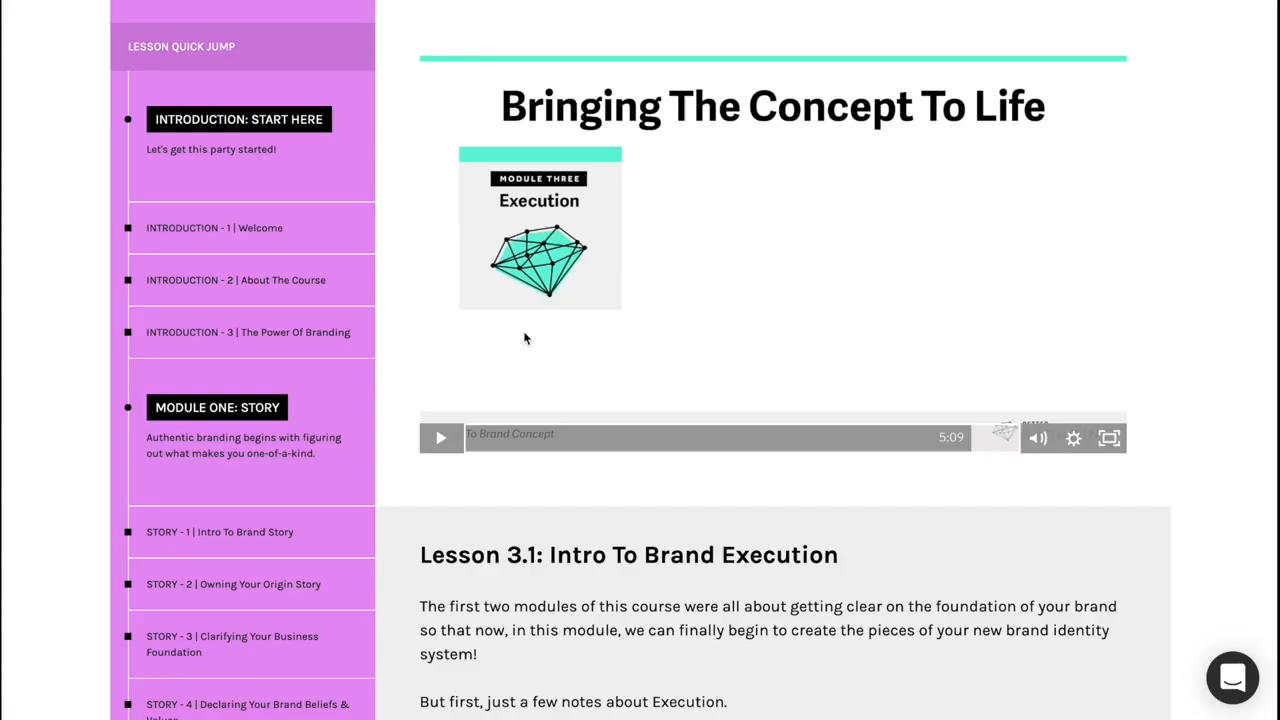 LESSON QUICK JUMP
INTRODUCTION: START HERE
Let's get this party started!
INTRODUCTION - 1 | Welcome
INTRODUCTION - 2 | About The Course
INTRODUCTION - 3 | The Power Of Branding
MODULE ONE: STORY
Authentic branding begins with figuring
out what makes you one-of-a-kind.
STORY - 1 | Intro To Brand Story
STORY - 2 | Owning Your Origin Story
STORY - 3 | Clarifying Your Business
Foundation
STORY - 4 | Declaring Your Brand Beliefs &
Bringing The Concept To Life
MODULE THREE
Execution
To Brand Concept
5:09
Lesson 3.1: Intro To Brand Execution
The first two modules of this course were all about getting clear on the foundation of your brand
so that now, in this module, we can finally begin to create the pieces of your new brand identity
system!
But first, just a few notes about Execution.